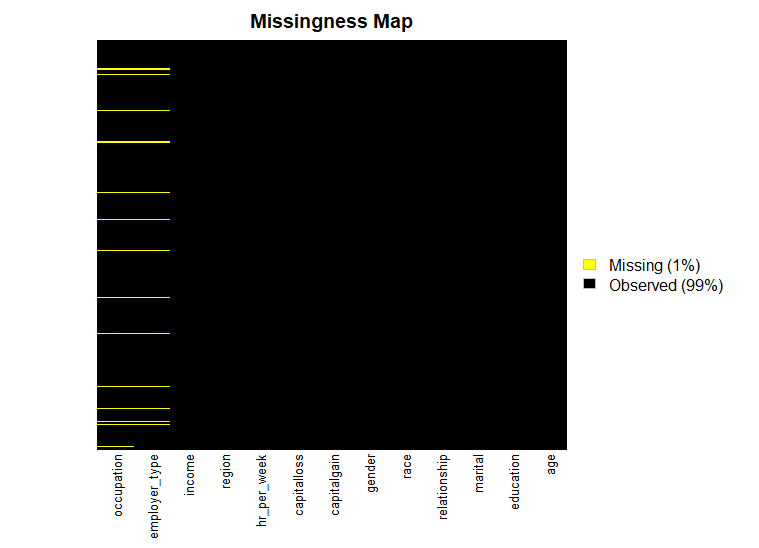 Missingness Map
Missing (1%)
Observed (99%)
occupation
employer_type
income
region
hr_per_week
capitalloss
capitalgain
gender
race
relationship
marital
education
age